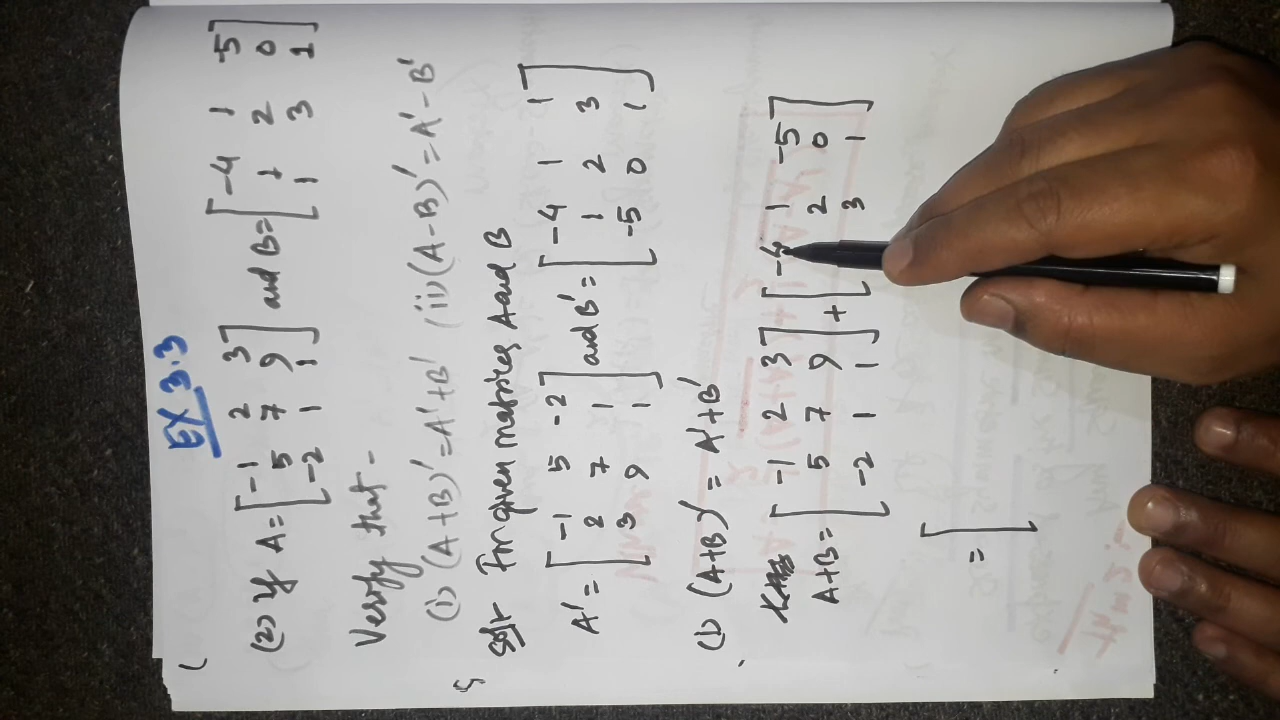 EX 3.3
(2) If A = [ -1 2 3 ] and B = [ -4 1 -5 ]
5 7 9 1 2 0
-2 1 1 1 3 1
Verify that -
(i) (A+B)' = A'+B' (ii) (A-B)' = A'-B'
Solr For given matrices A and B
A' = [ -1 5 -2 ] and B' = [ -4 1 1 ]
2 7 1 1 2 3
3 9 1 -5 0 1
(i) (A+B)' = A'+B'
A+B = [ -1 2 3 ] + [ -4 1 -5 ]
5 7 9 2 0
-2 1 1 3 1
= [